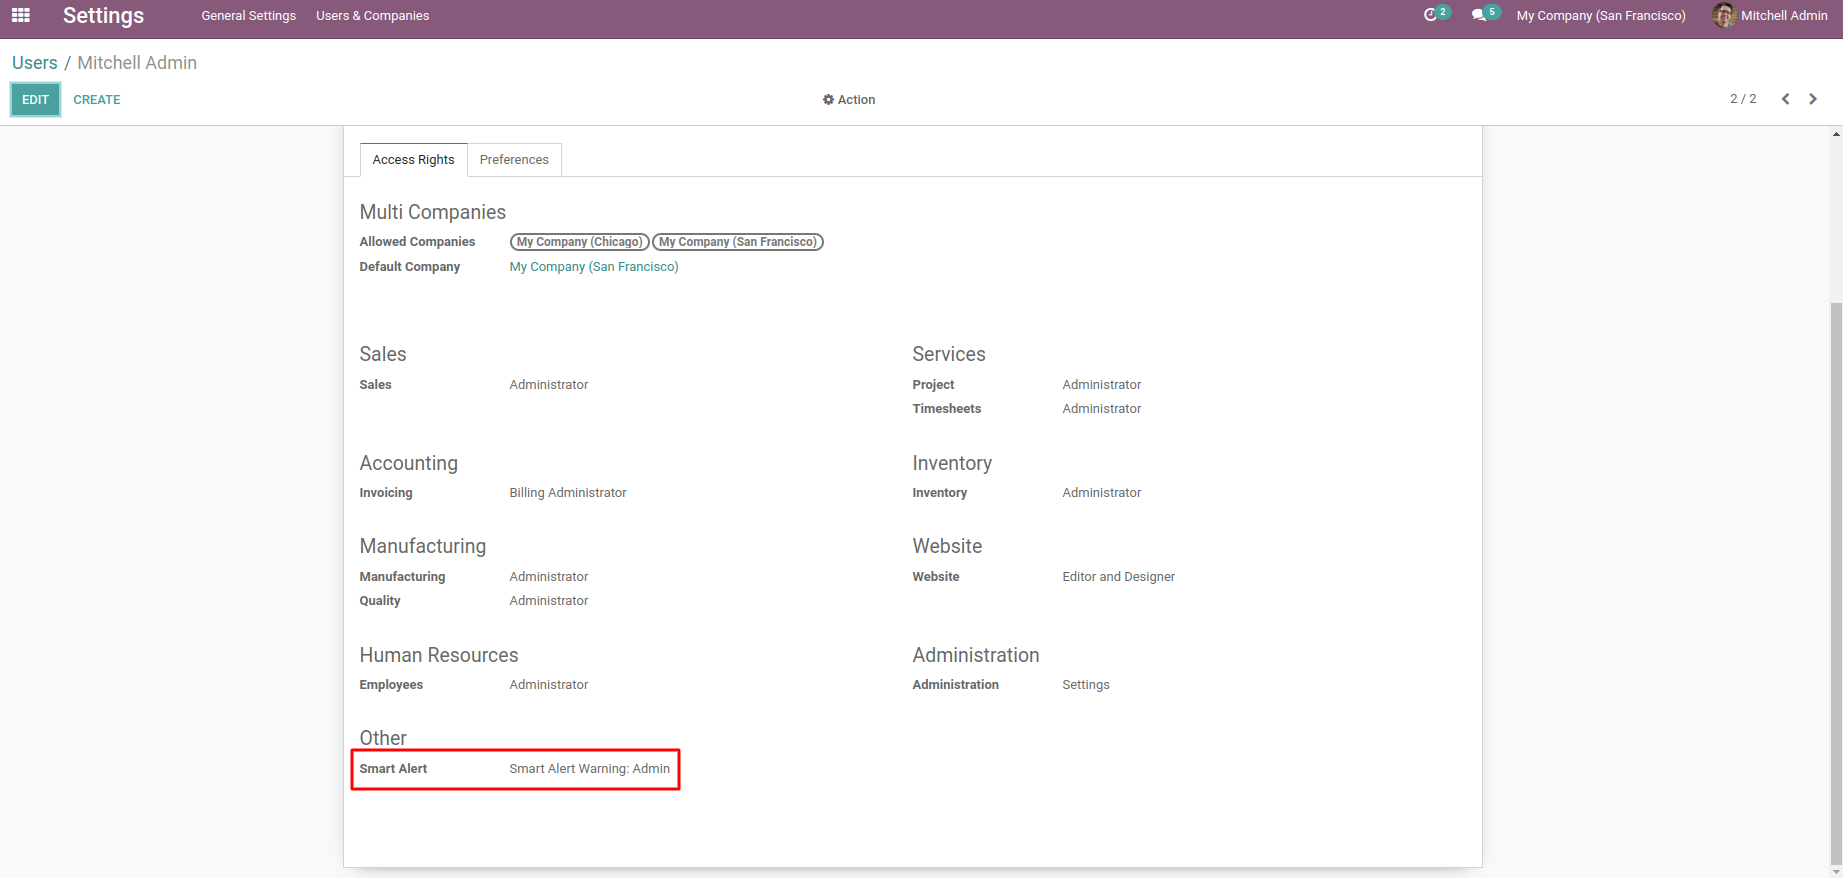 Settings General Settings Users & Companies 2 5 My Company (San Francisco) Mitchell Admin
Users / Mitchell Admin
EDIT CREATE Action 2 / 2
Access Rights Preferences
Multi Companies
Allowed Companies My Company (Chicago) My Company (San Francisco)
Default Company My Company (San Francisco)
Sales Services
Sales Administrator Project Administrator
Timesheets Administrator
Accounting Inventory
Invoicing Billing Administrator Inventory Administrator
Manufacturing Website
Manufacturing Administrator Website Editor and Designer
Quality Administrator
Human Resources Administration
Employees Administrator Administration Settings
Other
Smart Alert Smart Alert Warning: Admin